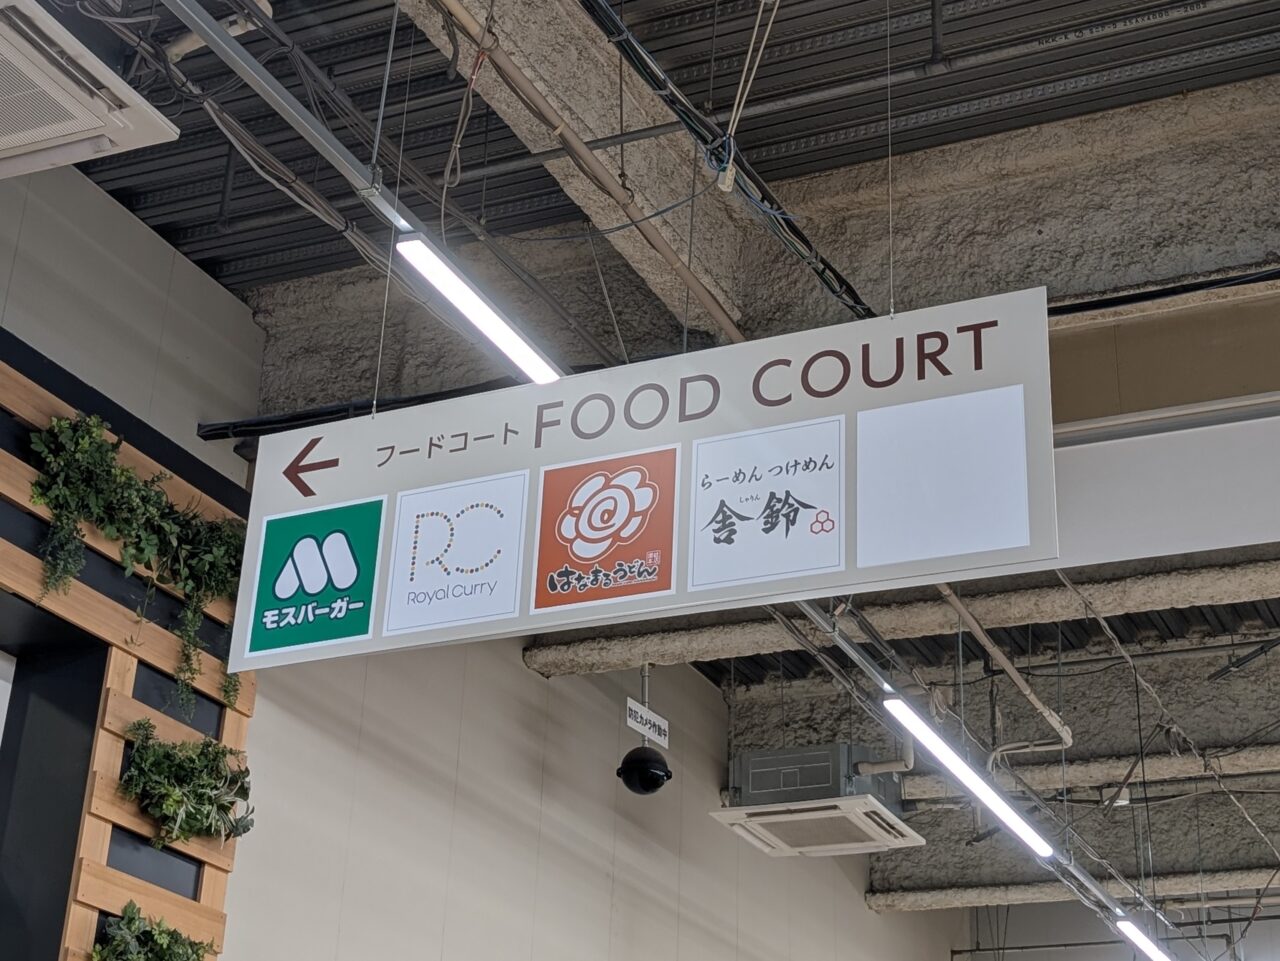 ← フードコート FOOD COURT
モスバーガー
RC
Royal Curry
はなまるうどん
らーめん つけめん
しゃりん
舎鈴
防犯カメラ作動中